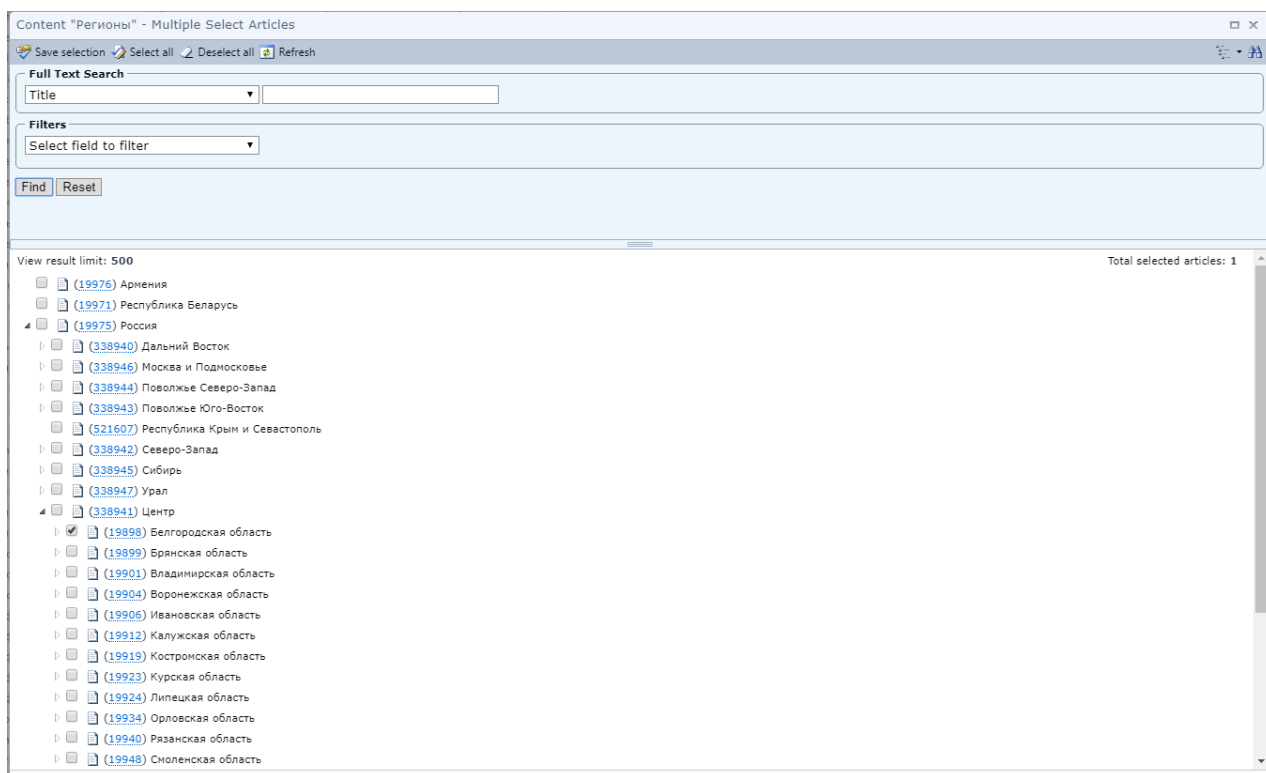 Content "Регионы" - Multiple Select Articles
Save selection Select all Deselect all Refresh
Full Text Search
Title
Filters
Select field to filter
Find Reset
View result limit: 500 Total selected articles: 1
(19976) Армения
(19971) Республика Беларусь
(19975) Россия
(338940) Дальний Восток
(338946) Москва и Подмосковье
(338944) Поволжье Северо-Запад
(338943) Поволжье Юго-Восток
(521607) Республика Крым и Севастополь
(338942) Северо-Запад
(338945) Сибирь
(338947) Урал
(338941) Центр
(19898) Белгородская область
(19899) Брянская область
(19901) Владимирская область
(19904) Воронежская область
(19906) Ивановская область
(19912) Калужская область
(19919) Костромская область
(19923) Курская область
(19924) Липецкая область
(19934) Орловская область
(19940) Рязанская область
(19948) Смоленская область